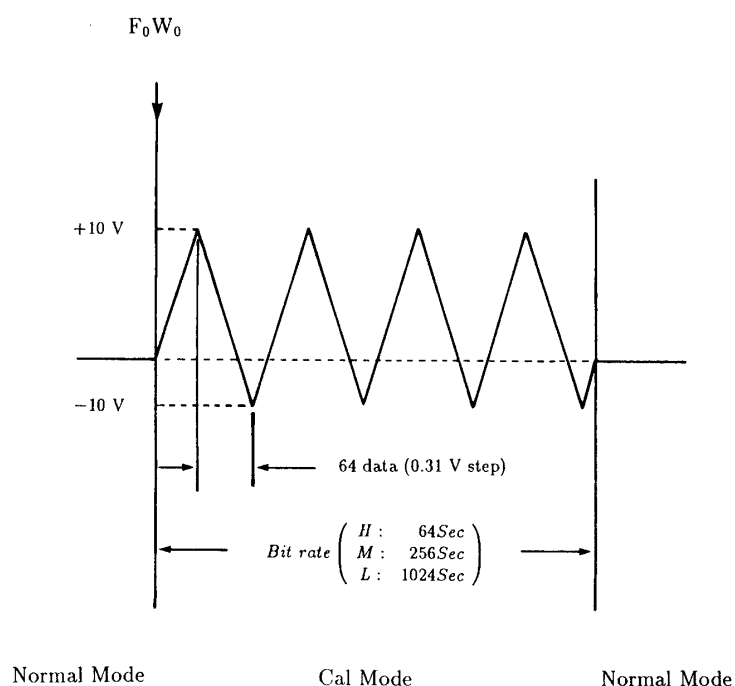 F₀W₀
+10 V
−10 V
64 data (0.31 V step)
Bit rate ( H : 64Sec
M : 256Sec
L : 1024Sec )
Normal Mode Cal Mode Normal Mode